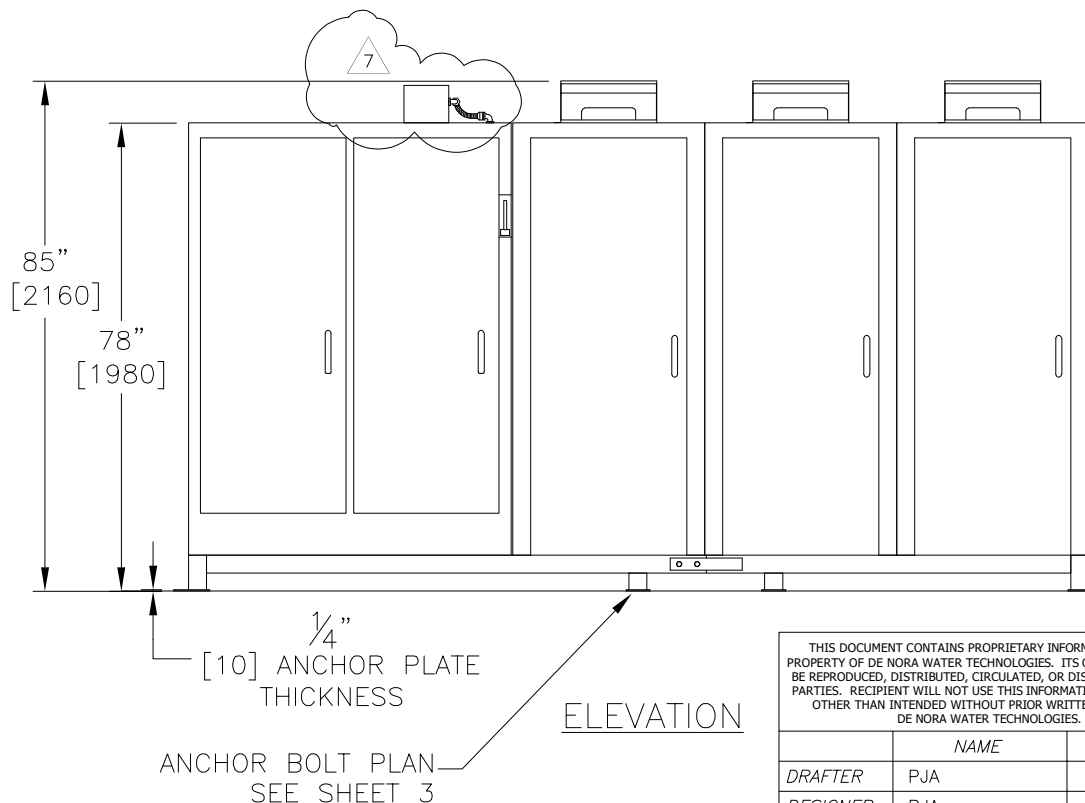 7
85”
[2160]
78”
[1980]
1/4”
[10] ANCHOR PLATE
THICKNESS
ELEVATION
ANCHOR BOLT PLAN
SEE SHEET 3
THIS DOCUMENT CONTAINS PROPRIETARY INFORM
PROPERTY OF DE NORA WATER TECHNOLOGIES. ITS C
BE REPRODUCED, DISTRIBUTED, CIRCULATED, OR DIS
PARTIES. RECIPIENT WILL NOT USE THIS INFORMATI
OTHER THAN INTENDED WITHOUT PRIOR WRITTE
DE NORA WATER TECHNOLOGIES.
NAME
DRAFTER PJA
DESIGNER PJA